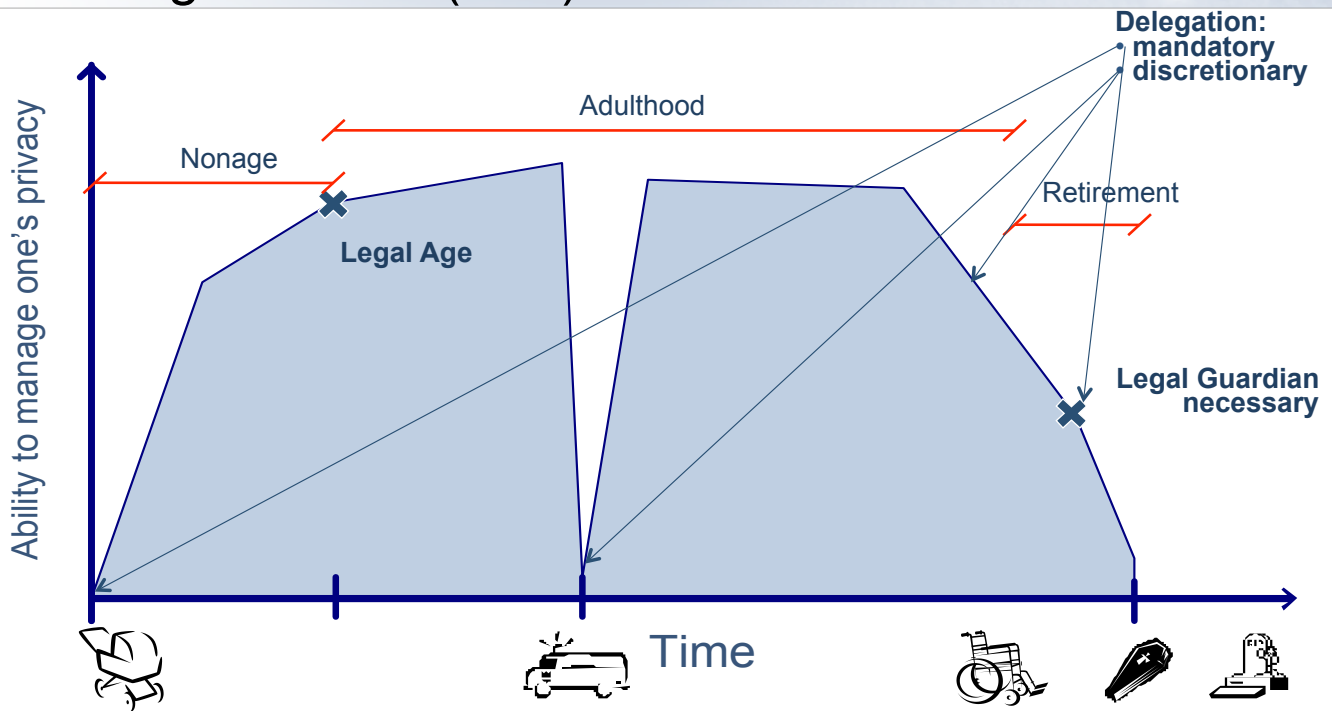 Delegation:
• mandatory
• discretionary
Adulthood
Nonage
Retirement
Legal Age
Legal Guardian
necessary
Ability to manage one's privacy
Time